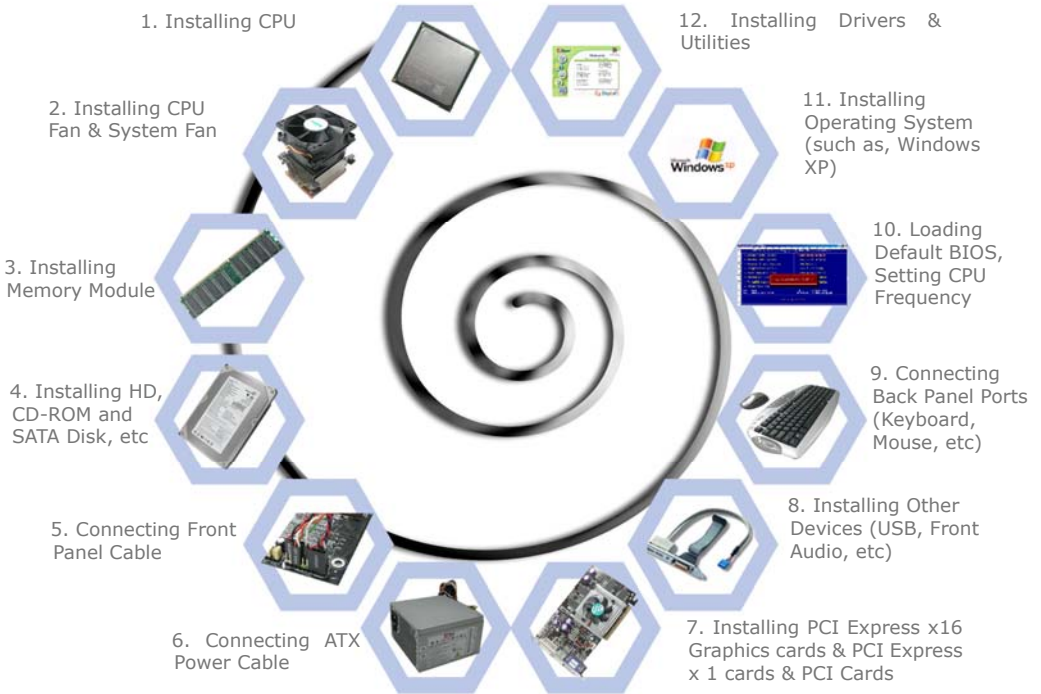 1. Installing CPU
2. Installing CPU
Fan & System Fan
3. Installing
Memory Module
4. Installing HD,
CD-ROM and
SATA Disk, etc
5. Connecting Front
Panel Cable
6. Connecting ATX
Power Cable
7. Installing PCI Express x16
Graphics cards & PCI Express
x 1 cards & PCI Cards
8. Installing Other
Devices (USB, Front
Audio, etc)
9. Connecting
Back Panel Ports
(Keyboard,
Mouse, etc)
10. Loading
Default BIOS,
Setting CPU
Frequency
11. Installing
Operating System
(such as, Windows
XP)
Microsoft
Windows xp
12. Installing Drivers &
Utilities